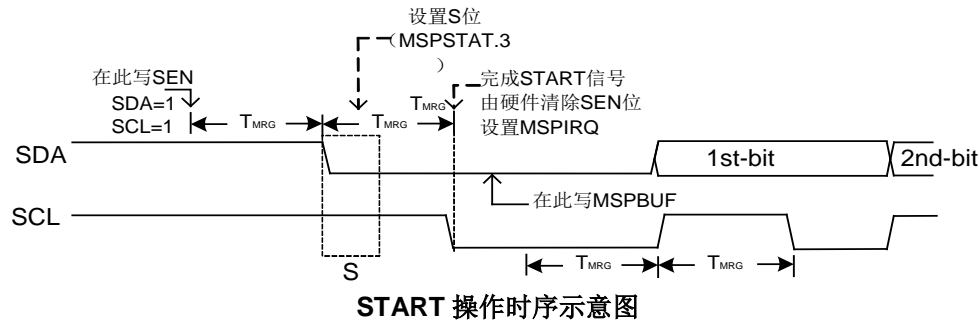 设置S位
（MSPSTAT.3
）
在此写SEN
SDA=1
SCL=1
TMRG
TMRG
TMRG
完成START信号
由硬件清除SEN位
设置MSPIRQ
SDA
1st-bit
2nd-bit
在此写MSPBUF
SCL
S
TMRG
TMRG
START 操作时序示意图